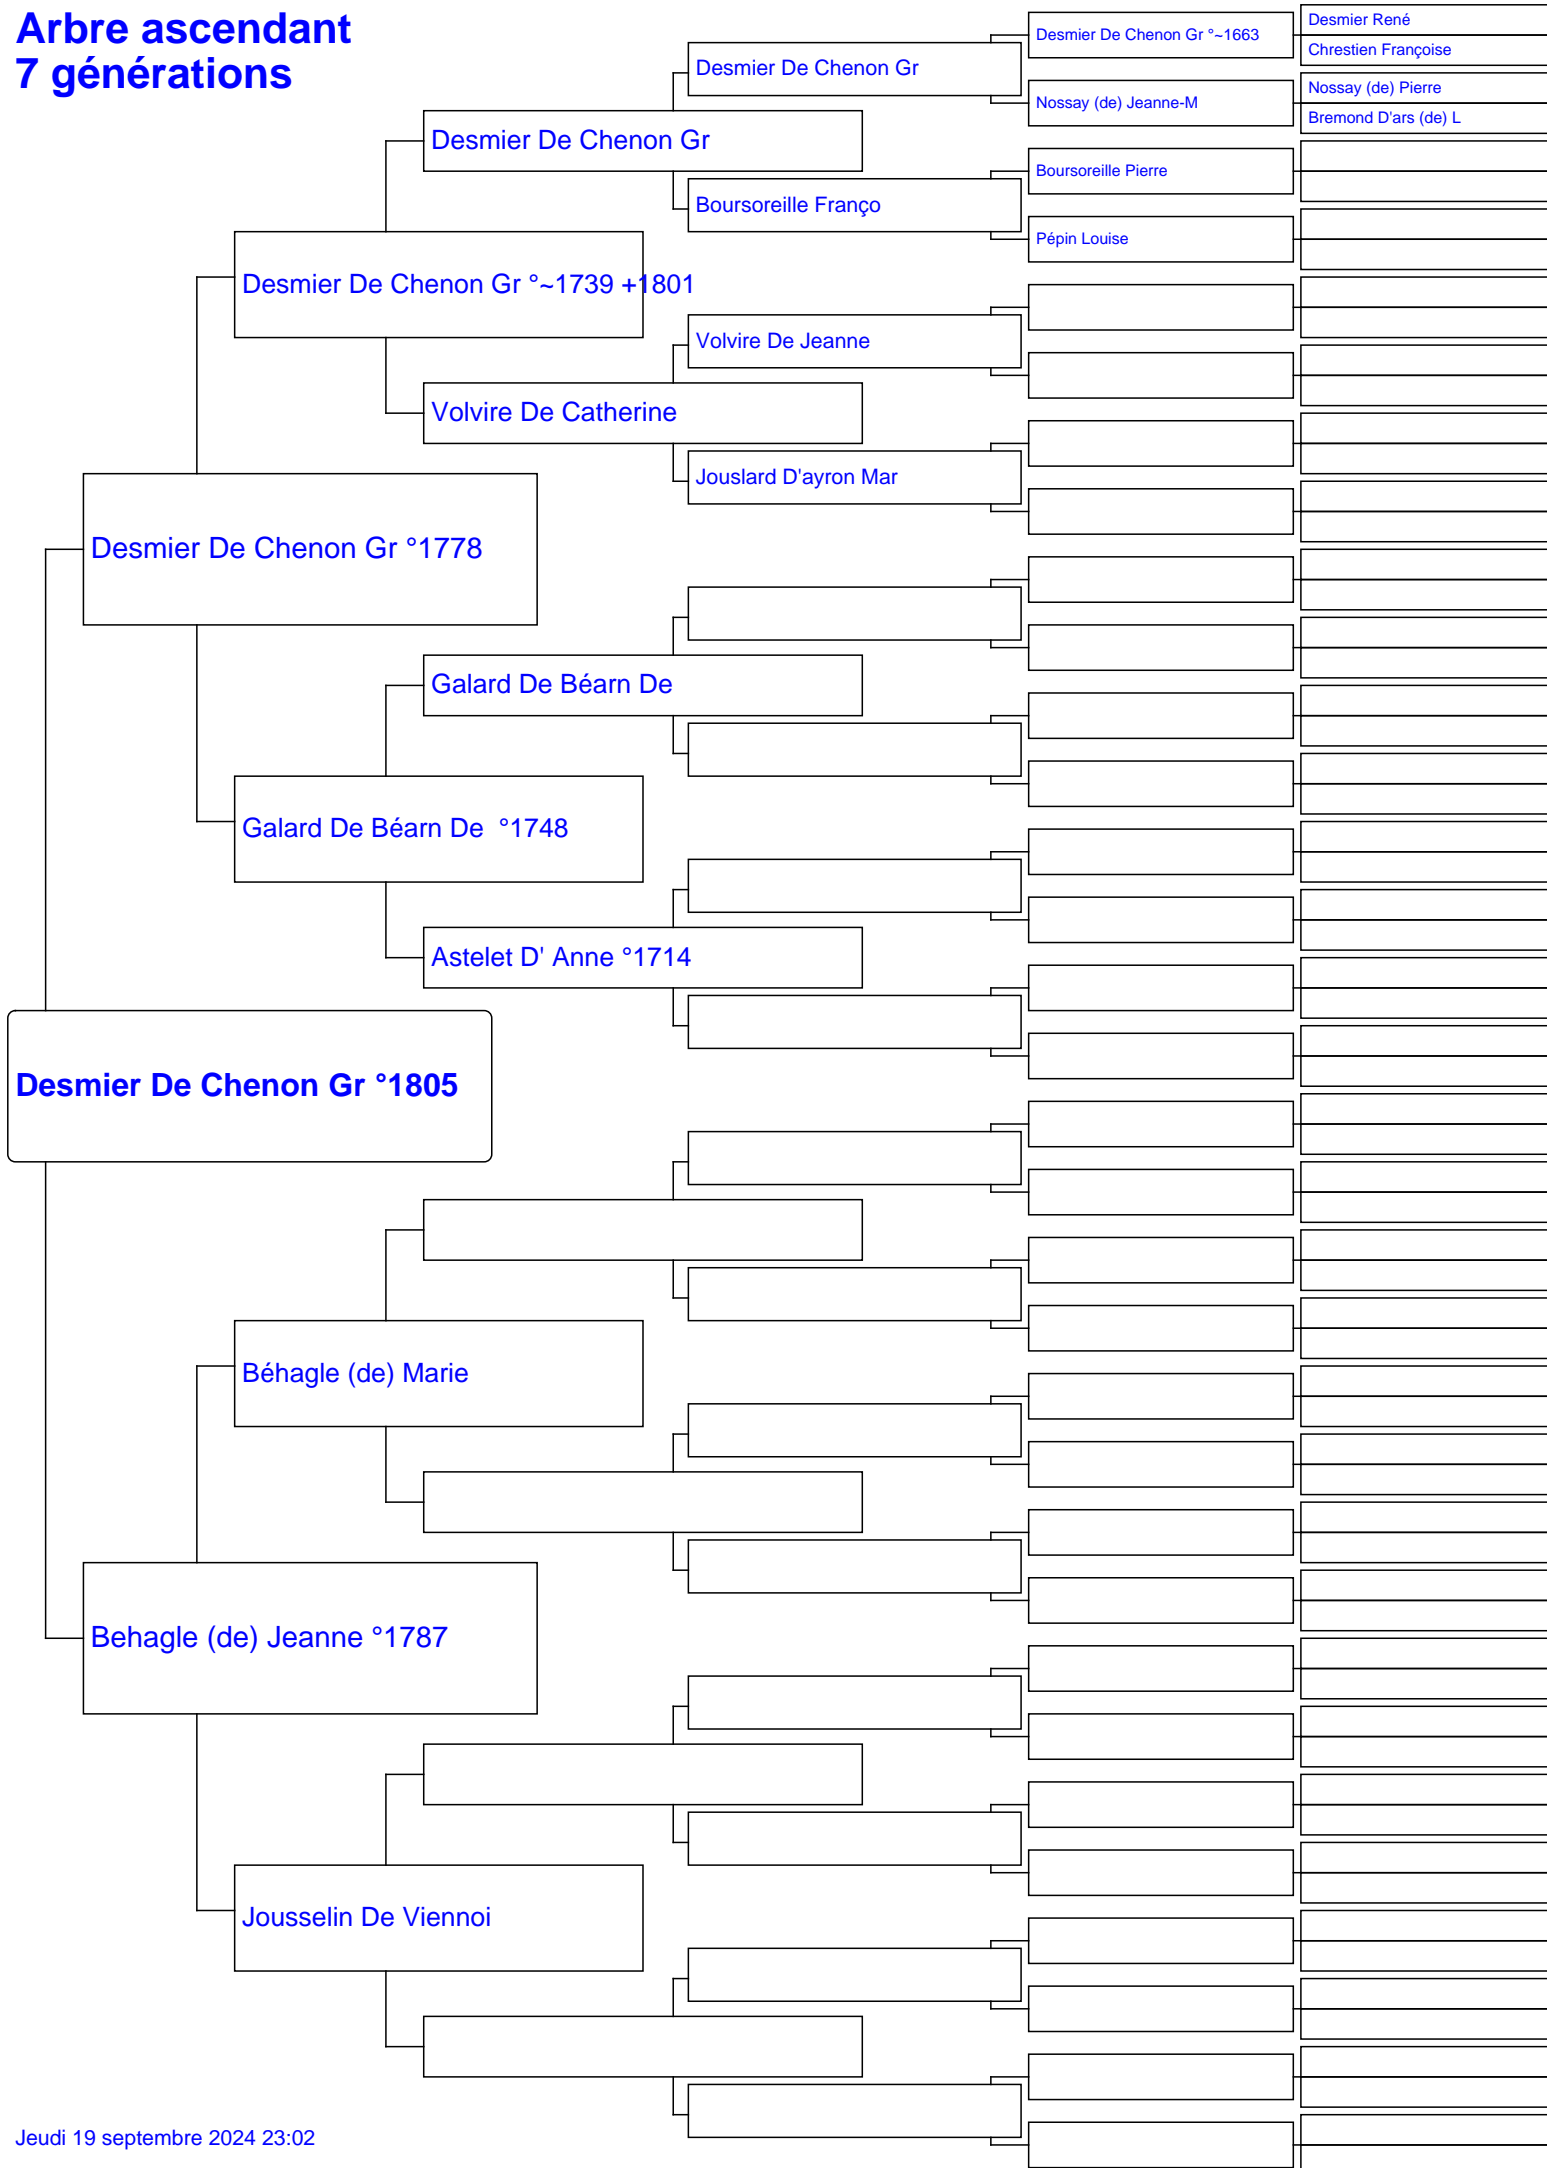 Arbre ascendant
7 générations
Desmier De Chenon Gr °~1663
Desmier René
Chrestien Françoise
Desmier De Chenon Gr
Nossay (de) Jeanne-M
Nossay (de) Pierre
Bremond D'ars (de) L
Desmier De Chenon Gr
Boursoreille Pierre
Boursoreille Franço
Pépin Louise
Desmier De Chenon Gr °~1739 +1801
Volvire De Jeanne
Volvire De Catherine
Jouslard D'ayron Mar
Desmier De Chenon Gr °1778
Galard De Béarn De
Galard De Béarn De  °1748
Astelet D' Anne °1714
Desmier De Chenon Gr °1805
Béhagle (de) Marie
Behagle (de) Jeanne °1787
Jousselin De Viennoi
Jeudi 19 septembre 2024 23:02